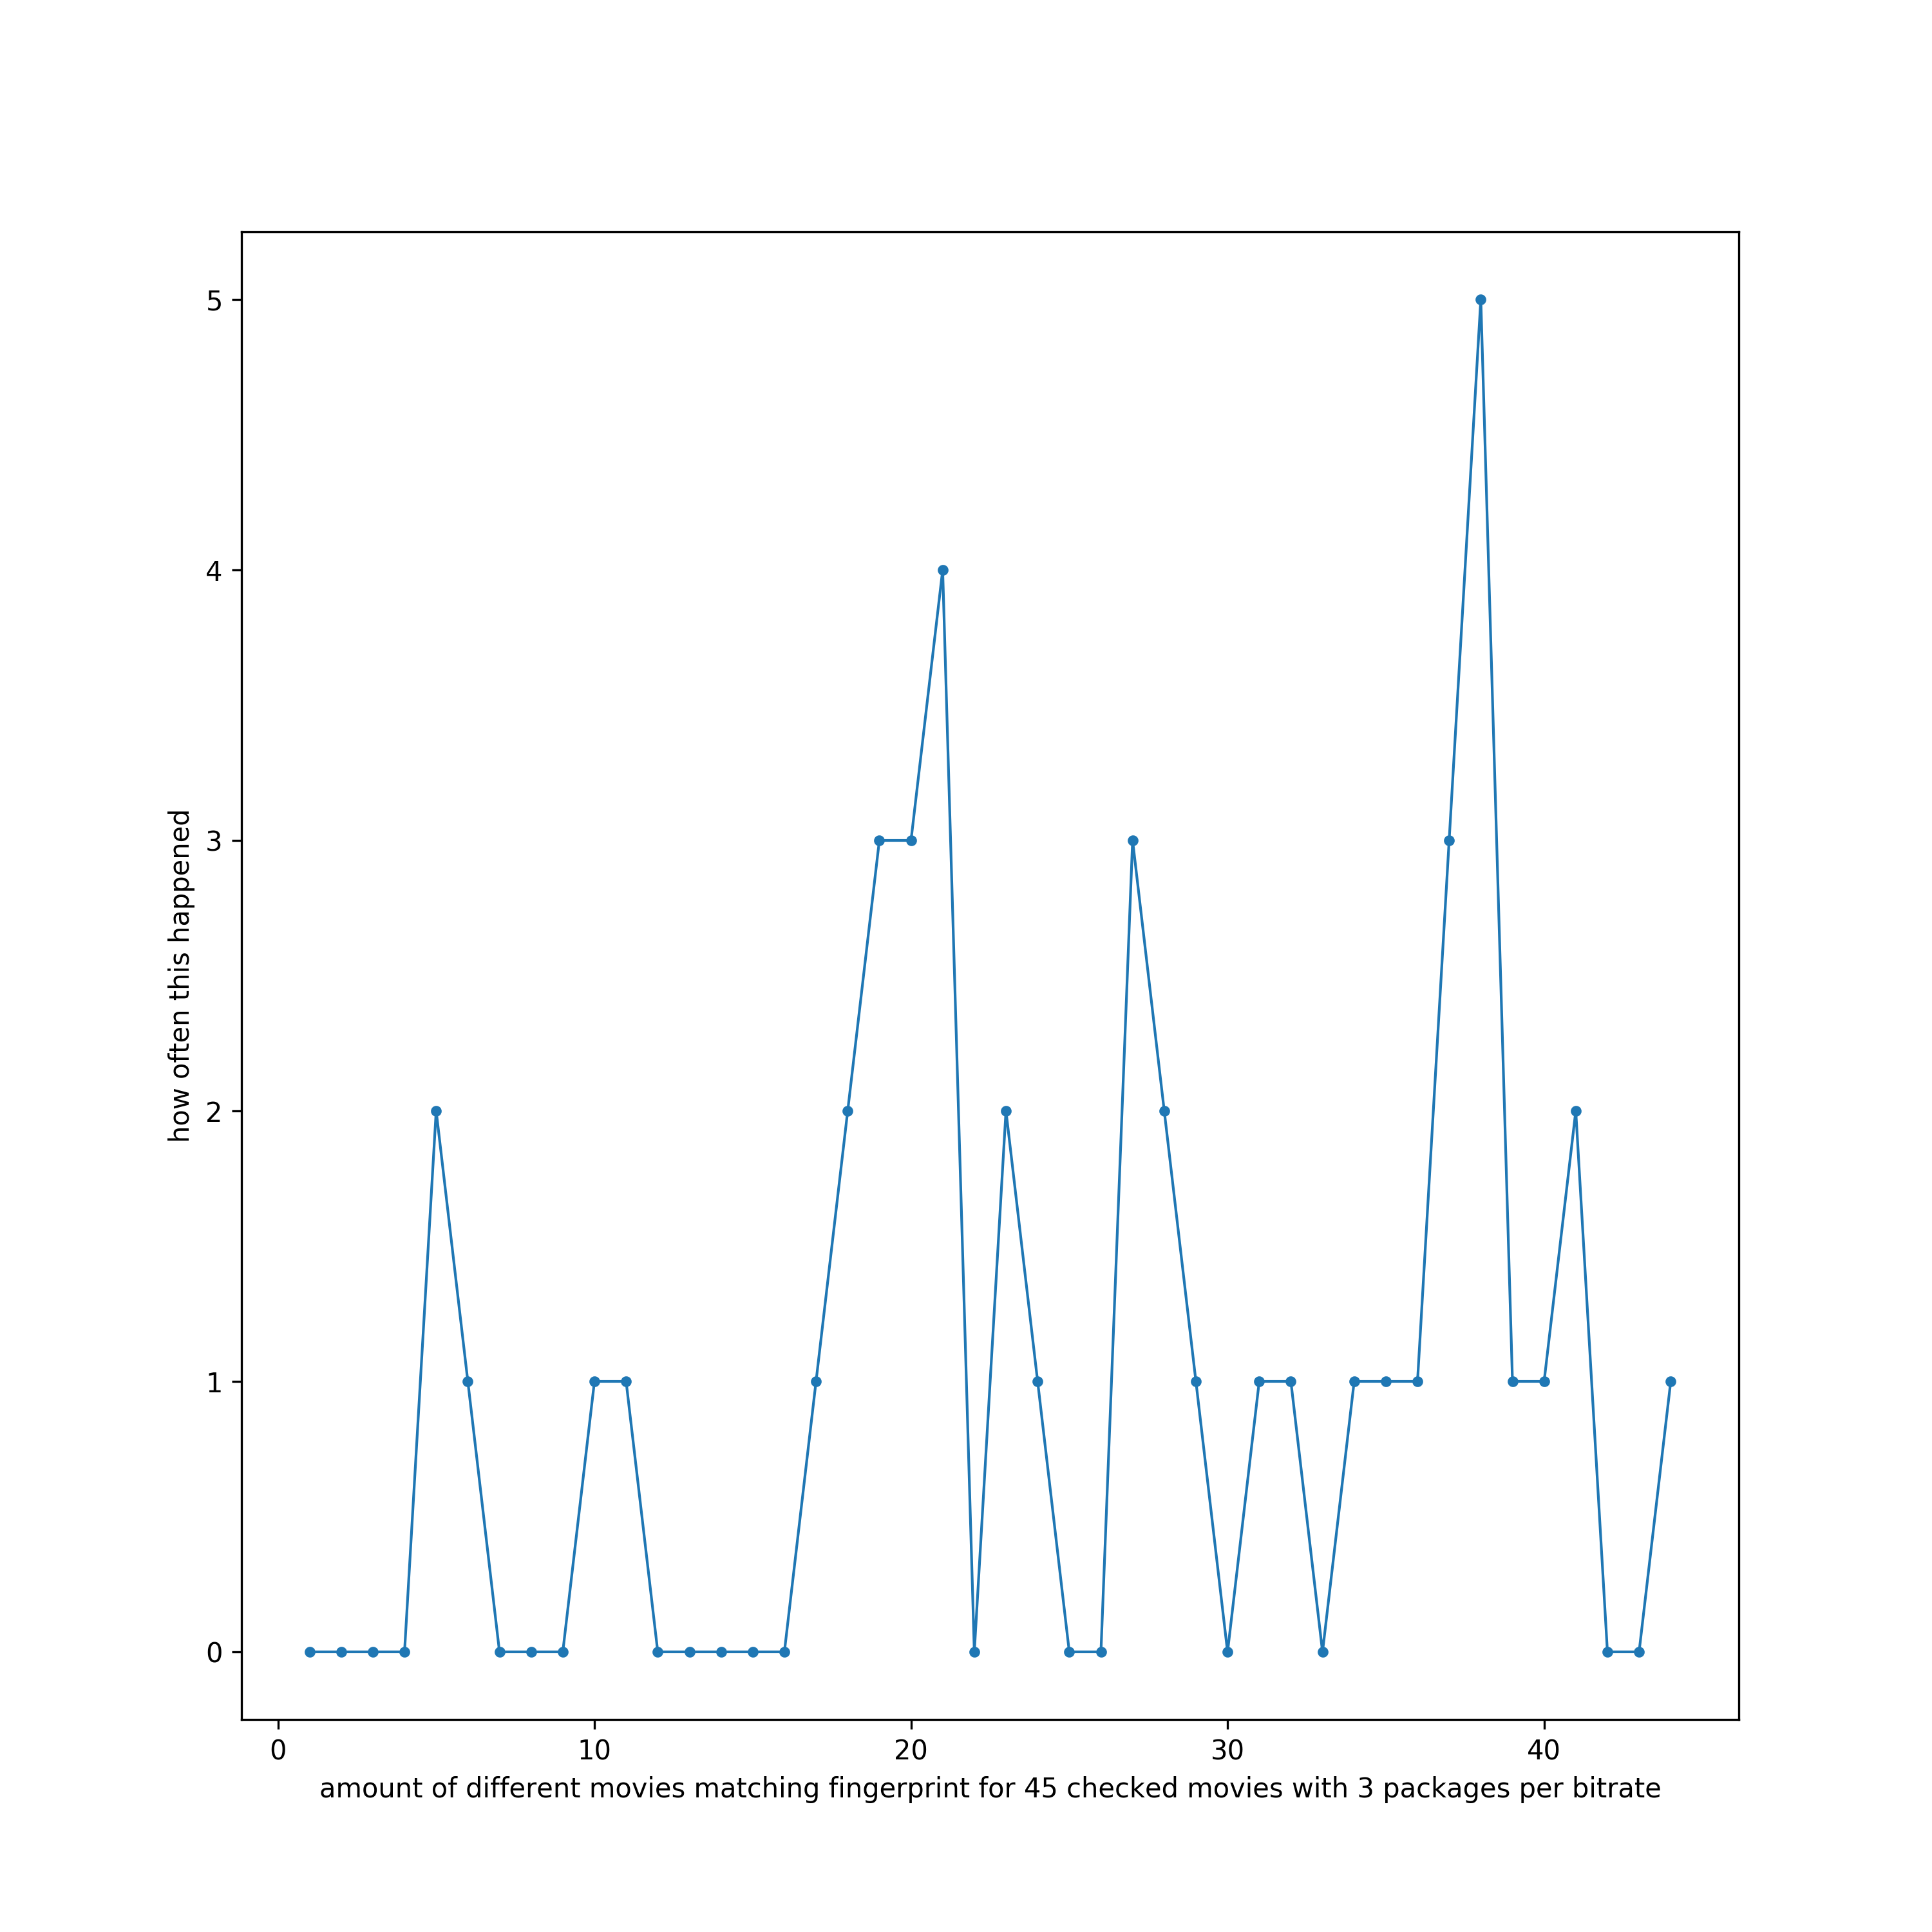 5
4
3
2
1
0
how often this happened
0 10 20 30 40
amount of different movies matching fingerprint for 45 checked movies with 3 packages per bitrate